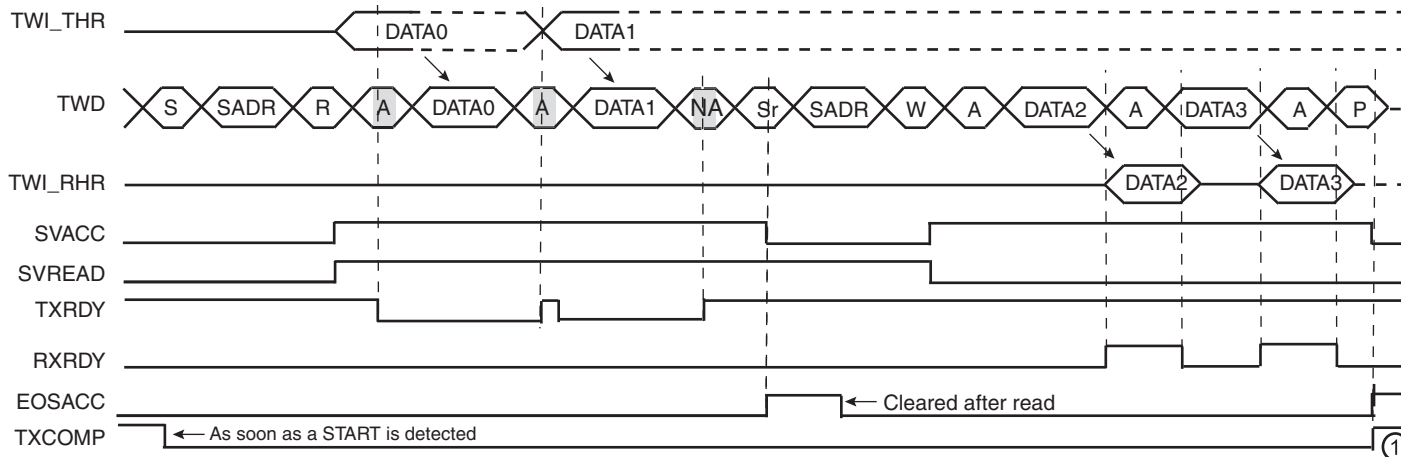 TWI_THR DATA0 DATA1
TWD S SADR R A DATA0 A DATA1 NA Sr SADR W A DATA2 A DATA3 A P
TWI_RHR DATA2 DATA3
SVACC
SVREAD
TXRDY
RXRDY
EOSACC Cleared after read
TXCOMP As soon as a START is detected 1